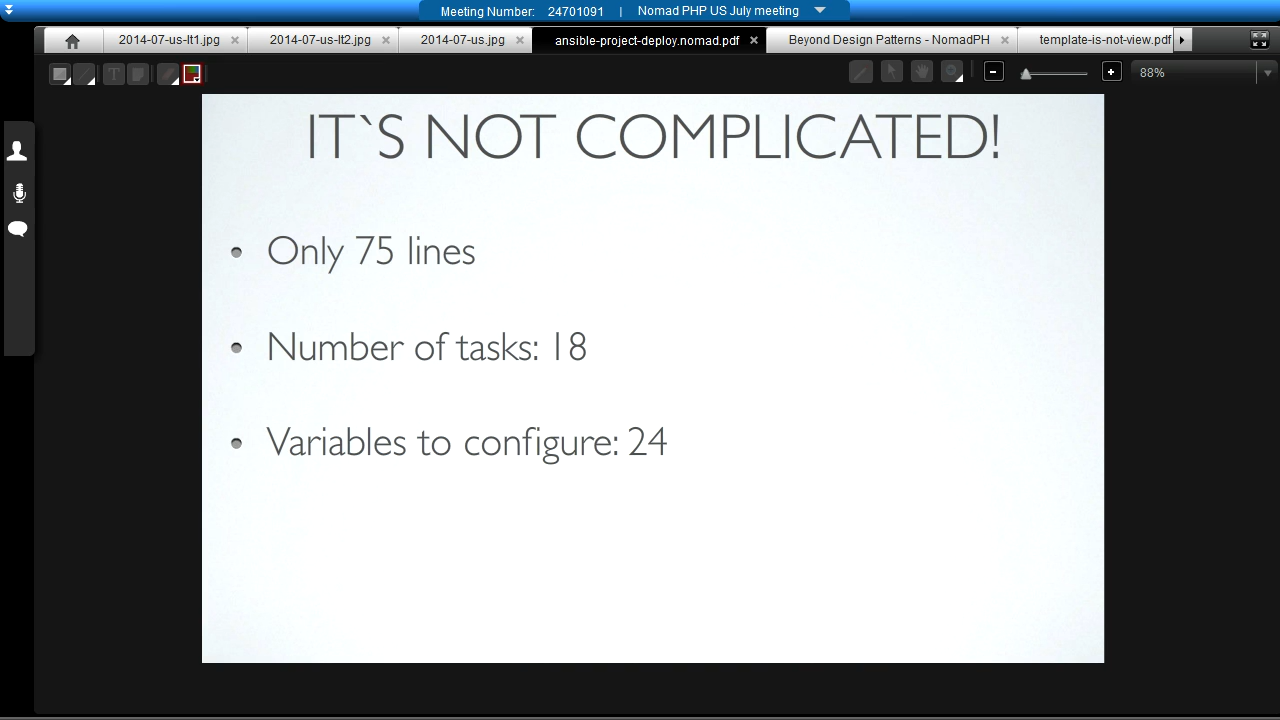 Meeting Number: 24701091 | Nomad PHP US July meeting
2014-07-us-lt1.jpg 2014-07-us-lt2.jpg 2014-07-us.jpg ansible-project-deploy.nomad.pdf Beyond Design Patterns - NomadPH template-is-not-view.pdf
T 88%
IT`S NOT COMPLICATED!
• Only 75 lines
• Number of tasks: 18
• Variables to configure: 24